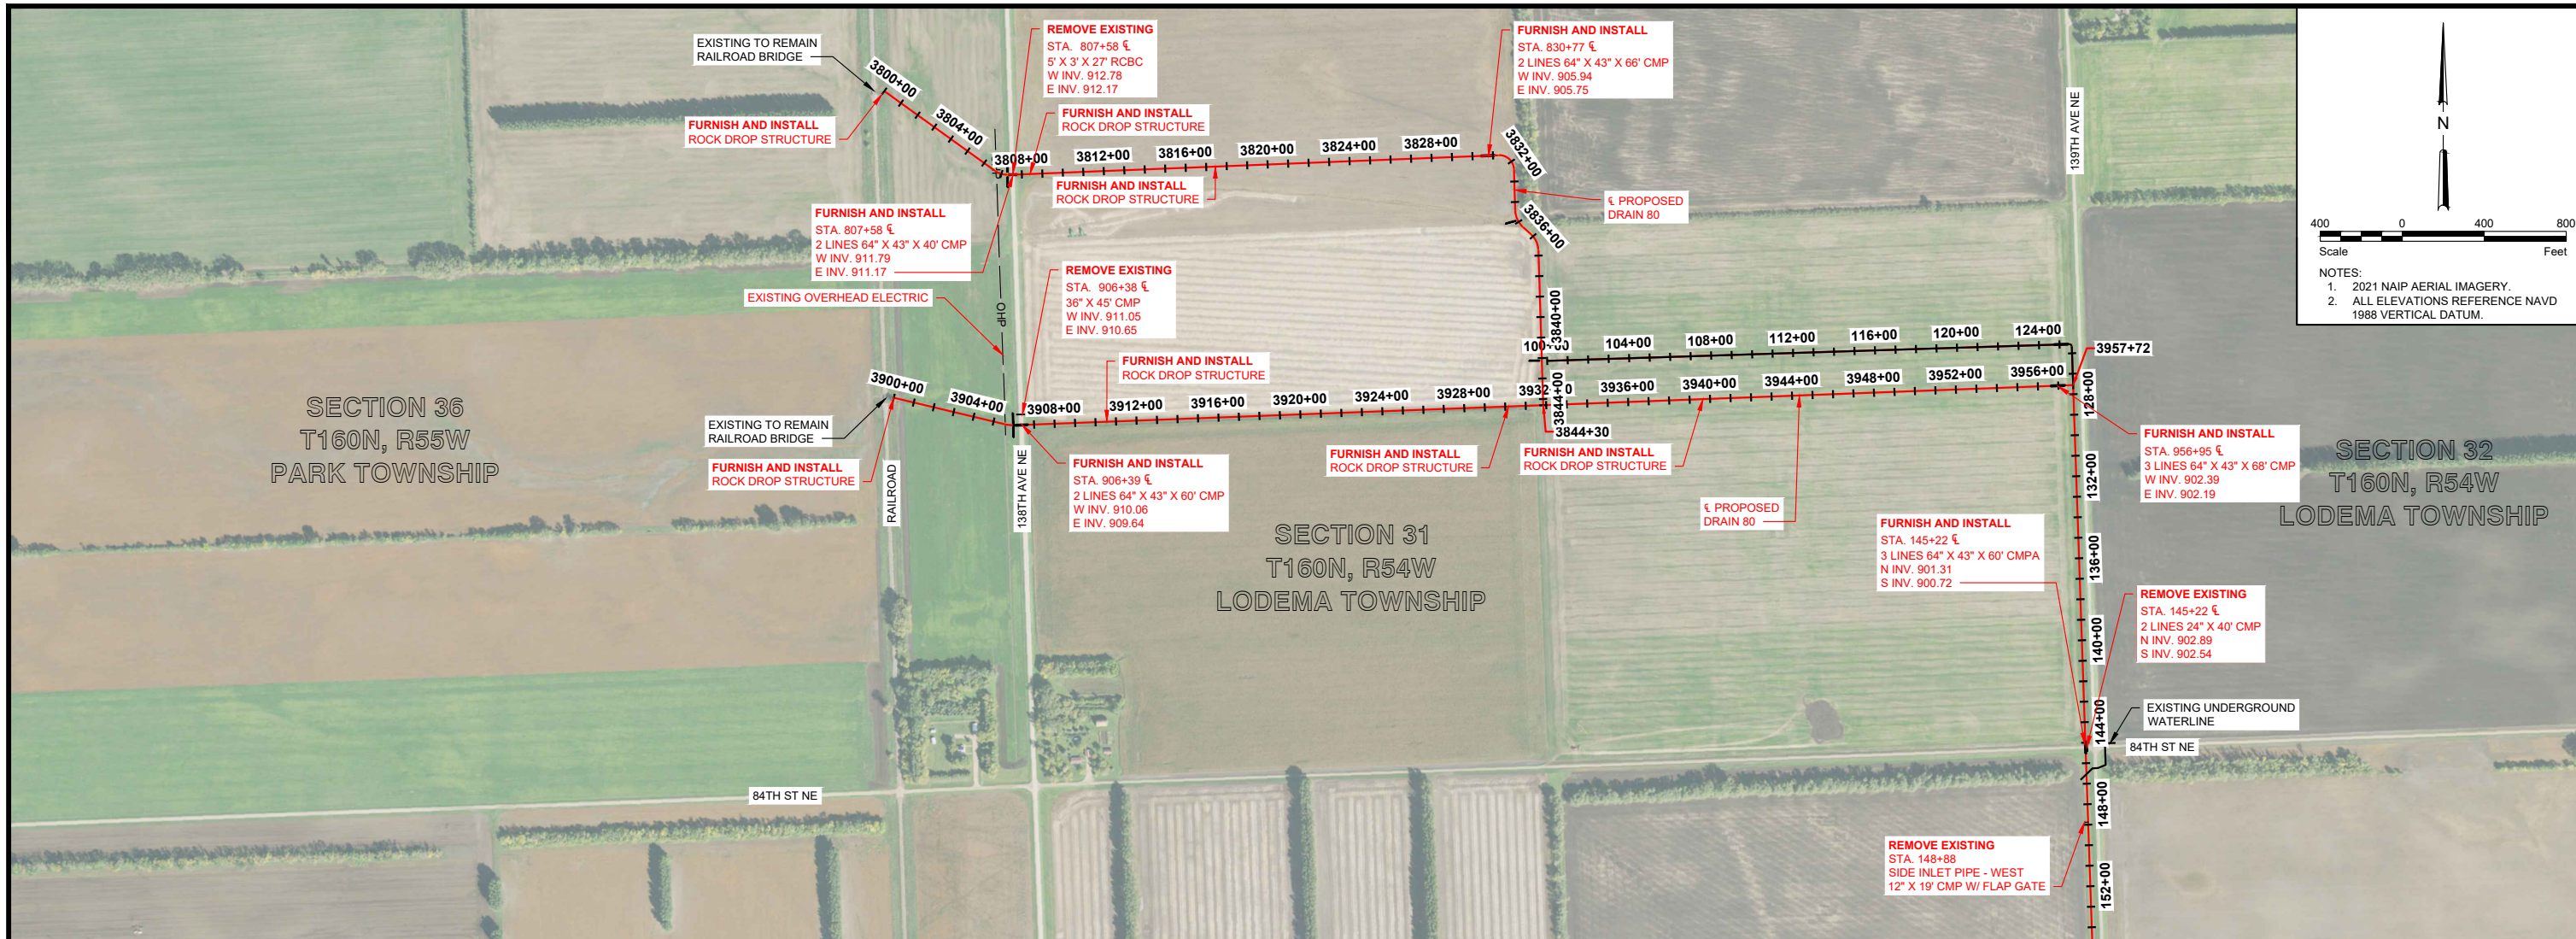 EXISTING TO REMAIN
RAILROAD BRIDGE
3800+00
3804+00
FURNISH AND INSTALL
ROCK DROP STRUCTURE
REMOVE EXISTING
STA. 807+58 ℄
5' X 3' X 27' RCBC
W INV. 912.78
E INV. 912.17
FURNISH AND INSTALL
ROCK DROP STRUCTURE
3808+00
3812+00
3816+00
3820+00
3824+00
3828+00
3832+00
3836+00
3840+00
3844+00
FURNISH AND INSTALL
ROCK DROP STRUCTURE
FURNISH AND INSTALL
STA. 830+77 ℄
2 LINES 64" X 43" X 66' CMP
W INV. 905.94
E INV. 905.75
℄ PROPOSED
DRAIN 80
FURNISH AND INSTALL
STA. 807+58 ℄
2 LINES 64" X 43" X 40' CMP
W INV. 911.79
E INV. 911.17
EXISTING OVERHEAD ELECTRIC
OHP
REMOVE EXISTING
STA. 906+38 ℄
36" X 45' CMP
W INV. 911.05
E INV. 910.65
FURNISH AND INSTALL
ROCK DROP STRUCTURE
104+00
108+00
112+00
116+00
120+00
124+00
3957+72
128+00
132+00
136+00
140+00
144+00
148+00
152+00
3900+00
3904+00
3908+00
3912+00
3916+00
3920+00
3924+00
3928+00
3936+00
3940+00
3944+00
3948+00
3952+00
3956+00
3844+30
EXISTING TO REMAIN
RAILROAD BRIDGE
FURNISH AND INSTALL
ROCK DROP STRUCTURE
RAILROAD
138TH AVE NE
139TH AVE NE
FURNISH AND INSTALL
STA. 906+39 ℄
2 LINES 64" X 43" X 60' CMP
W INV. 910.06
E INV. 909.64
FURNISH AND INSTALL
ROCK DROP STRUCTURE
FURNISH AND INSTALL
ROCK DROP STRUCTURE
℄ PROPOSED
DRAIN 80
FURNISH AND INSTALL
STA. 956+95 ℄
3 LINES 64" X 43" X 68' CMP
W INV. 902.39
E INV. 902.19
FURNISH AND INSTALL
STA. 145+22 ℄
3 LINES 64" X 43" X 60' CMPA
N INV. 901.31
S INV. 900.72
REMOVE EXISTING
STA. 145+22 ℄
2 LINES 24" X 40' CMP
N INV. 902.89
S INV. 902.54
EXISTING UNDERGROUND
WATERLINE
84TH ST NE
84TH ST NE
REMOVE EXISTING
STA. 148+88
SIDE INLET PIPE - WEST
12" X 19' CMP W/ FLAP GATE
SECTION 36
T160N, R55W
PARK TOWNSHIP
SECTION 31
T160N, R54W
LODEMA TOWNSHIP
SECTION 32
T160N, R54W
LODEMA TOWNSHIP
N
400 0 400 800
Scale Feet
NOTES:
1. 2021 NAIP AERIAL IMAGERY.
2. ALL ELEVATIONS REFERENCE NAVD
1988 VERTICAL DATUM.